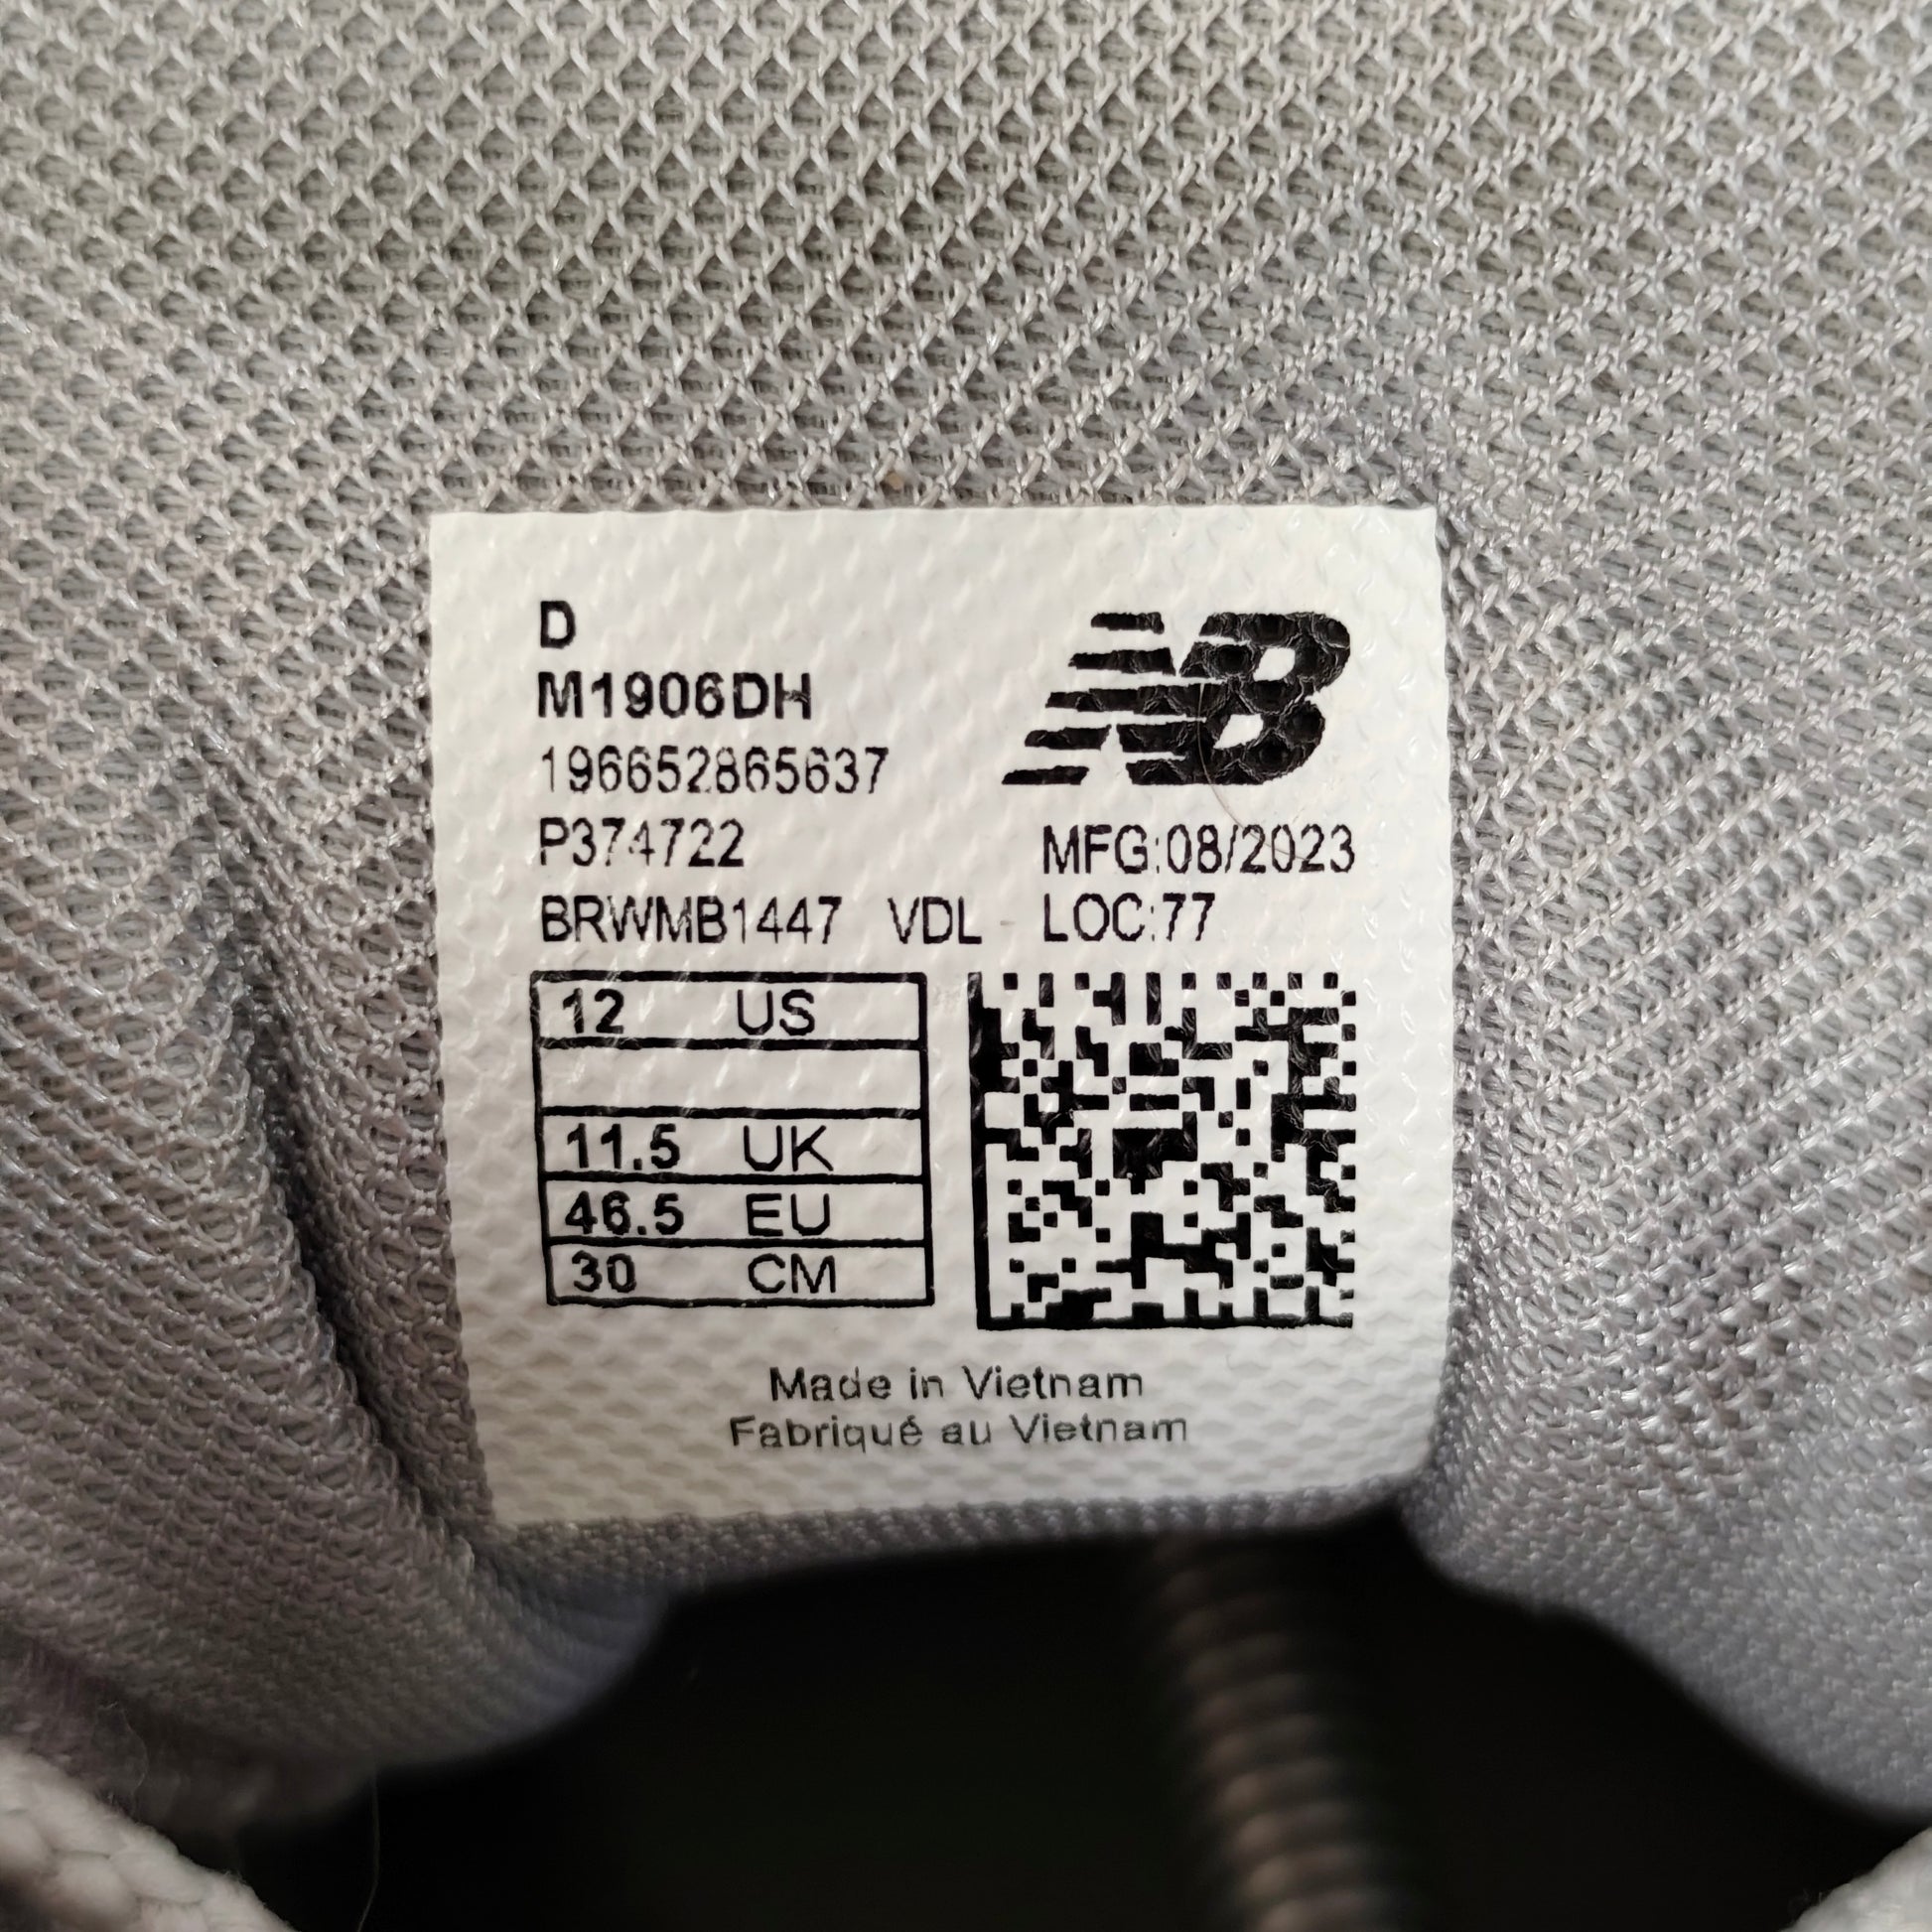 D
M1906DH
196652865637
P374722
MFG:08/2023
BRWMB1447 VDL LOC:77
12 US
11.5 UK
46.5 EU
30 CM
Made in Vietnam
Fabriqué au Vietnam
NB